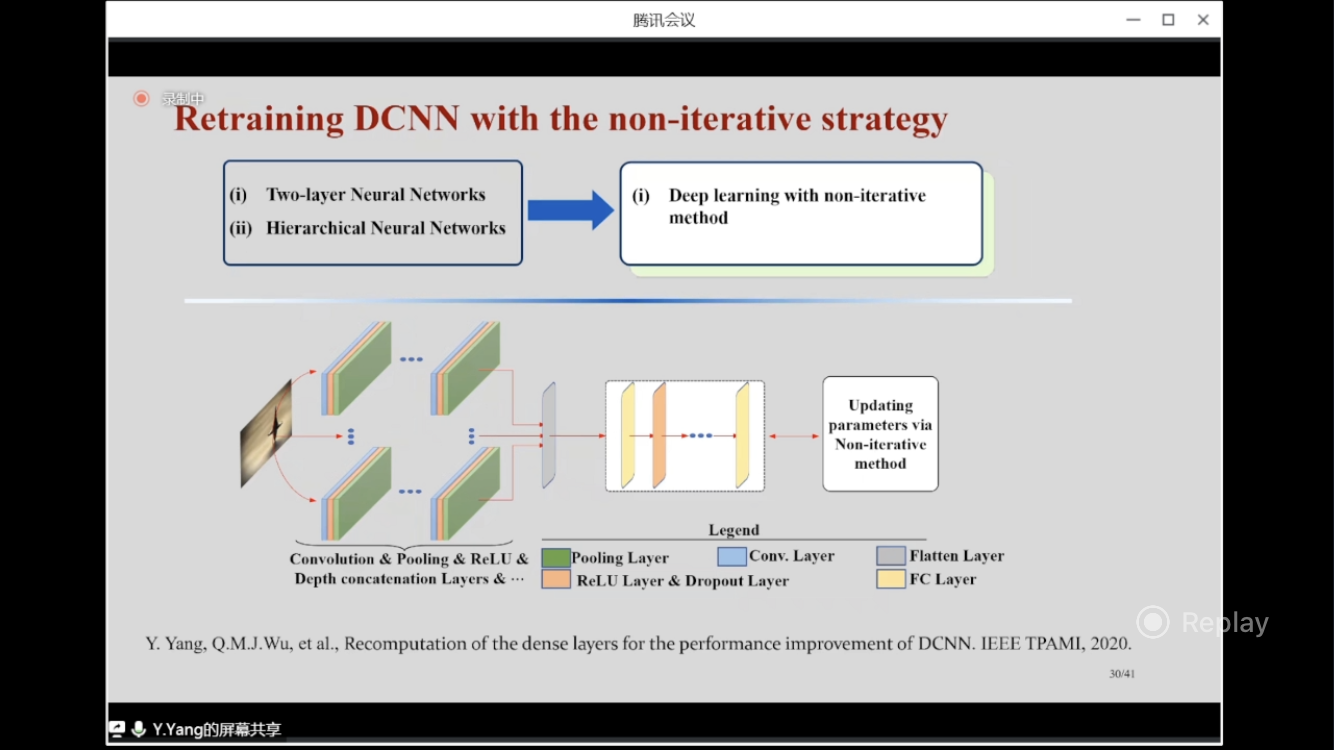 腾讯会议
录制中
Retraining DCNN with the non-iterative strategy
(i) Two-layer Neural Networks
(ii) Hierarchical Neural Networks
(i) Deep learning with non-iterative
method
Updating
parameters via
Non-iterative
method
Convolution & Pooling & ReLU &
Depth concatenation Layers & ···
Legend
Pooling Layer
Conv. Layer
Flatten Layer
ReLU Layer & Dropout Layer
FC Layer
Replay
Y. Yang, Q.M.J.Wu, et al., Recomputation of the dense layers for the performance improvement of DCNN. IEEE TPAMI, 2020.
30/41
Y.Yang的屏幕共享